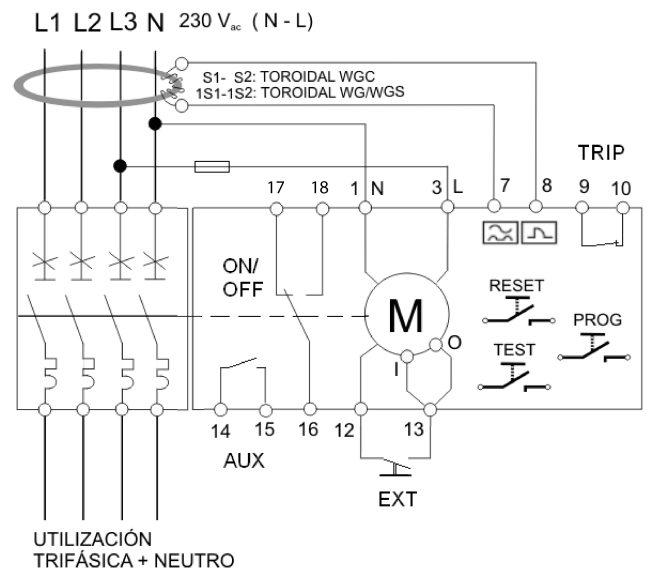 L1 L2 L3 N 230 Vac ( N - L)
S1- S2: TOROIDAL WGC
1S1-1S2: TOROIDAL WG/WGS
TRIP
17 18 1 N 3 L 7 8 9 10
ON/
OFF
M
RESET
PROG
TEST
I
O
14 15 16 12 13
AUX
EXT
UTILIZACIÓN
TRIFÁSICA + NEUTRO